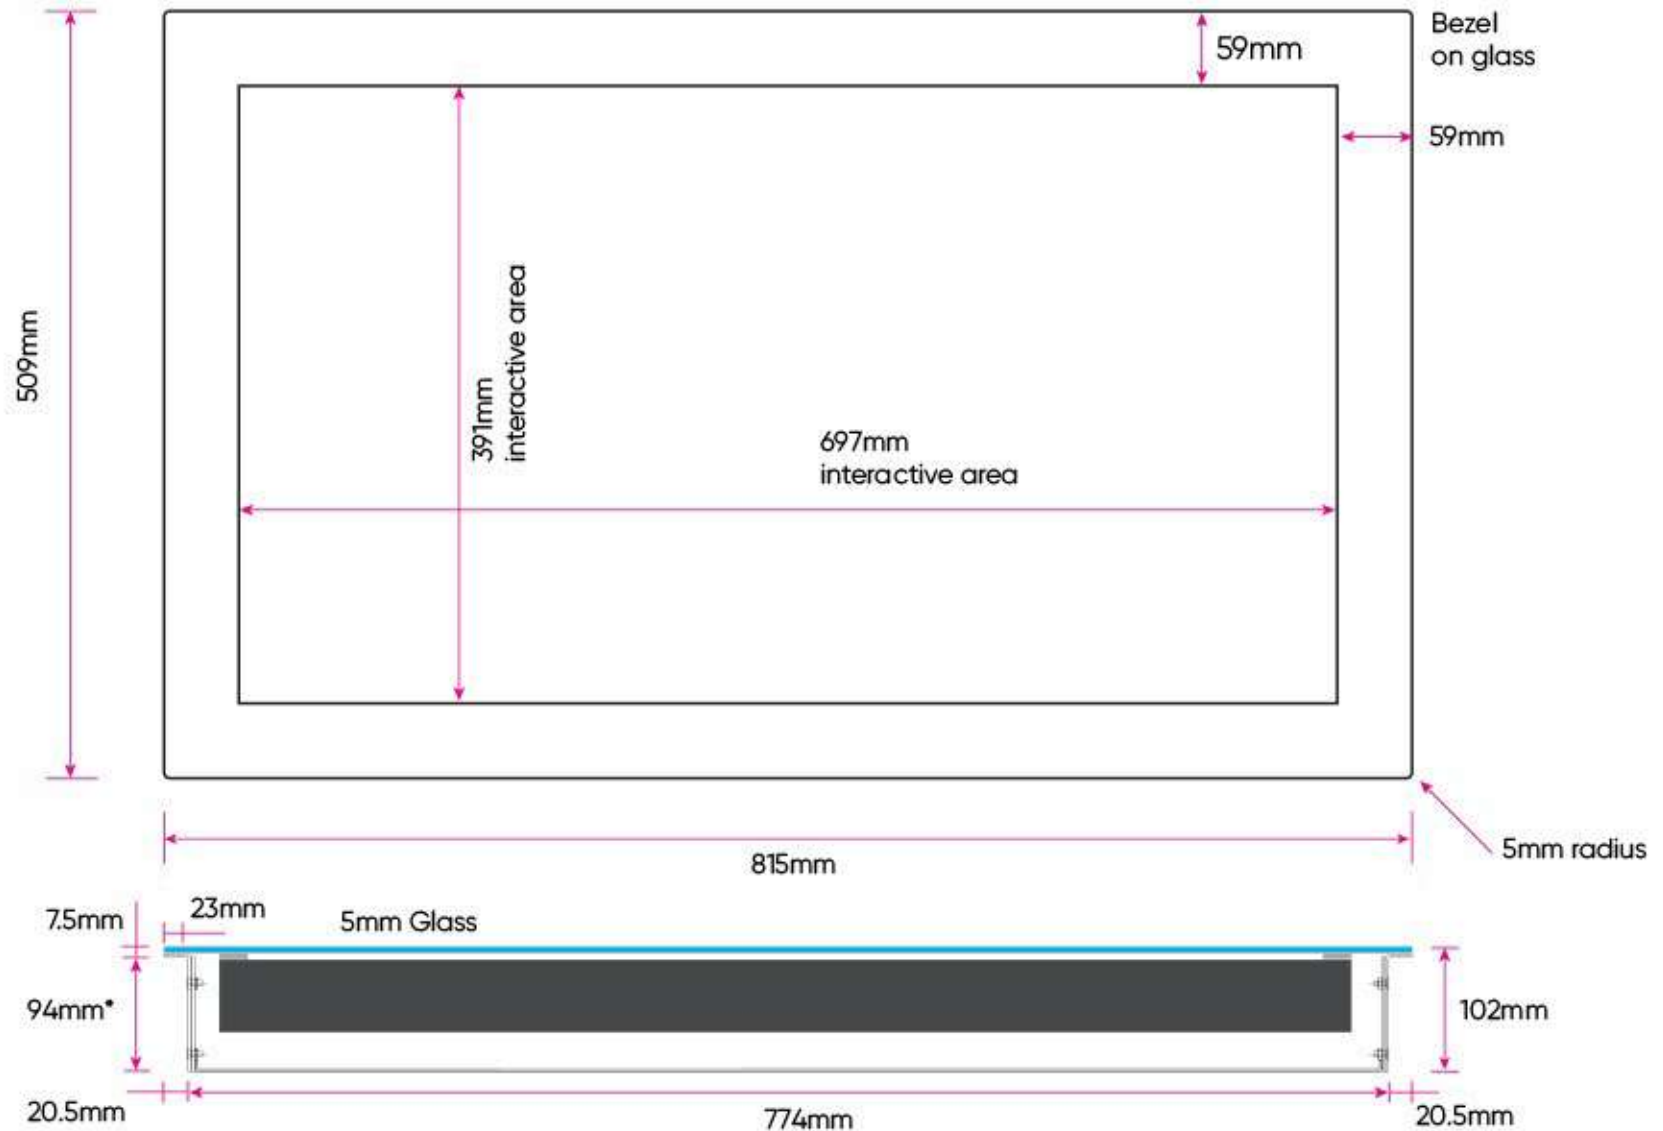 Bezel
on glass
59mm
59mm
509mm
391mm
interactive area
697mm
interactive area
815mm
5mm radius
7.5mm
23mm
5mm Glass
94mm*
102mm
20.5mm
774mm
20.5mm